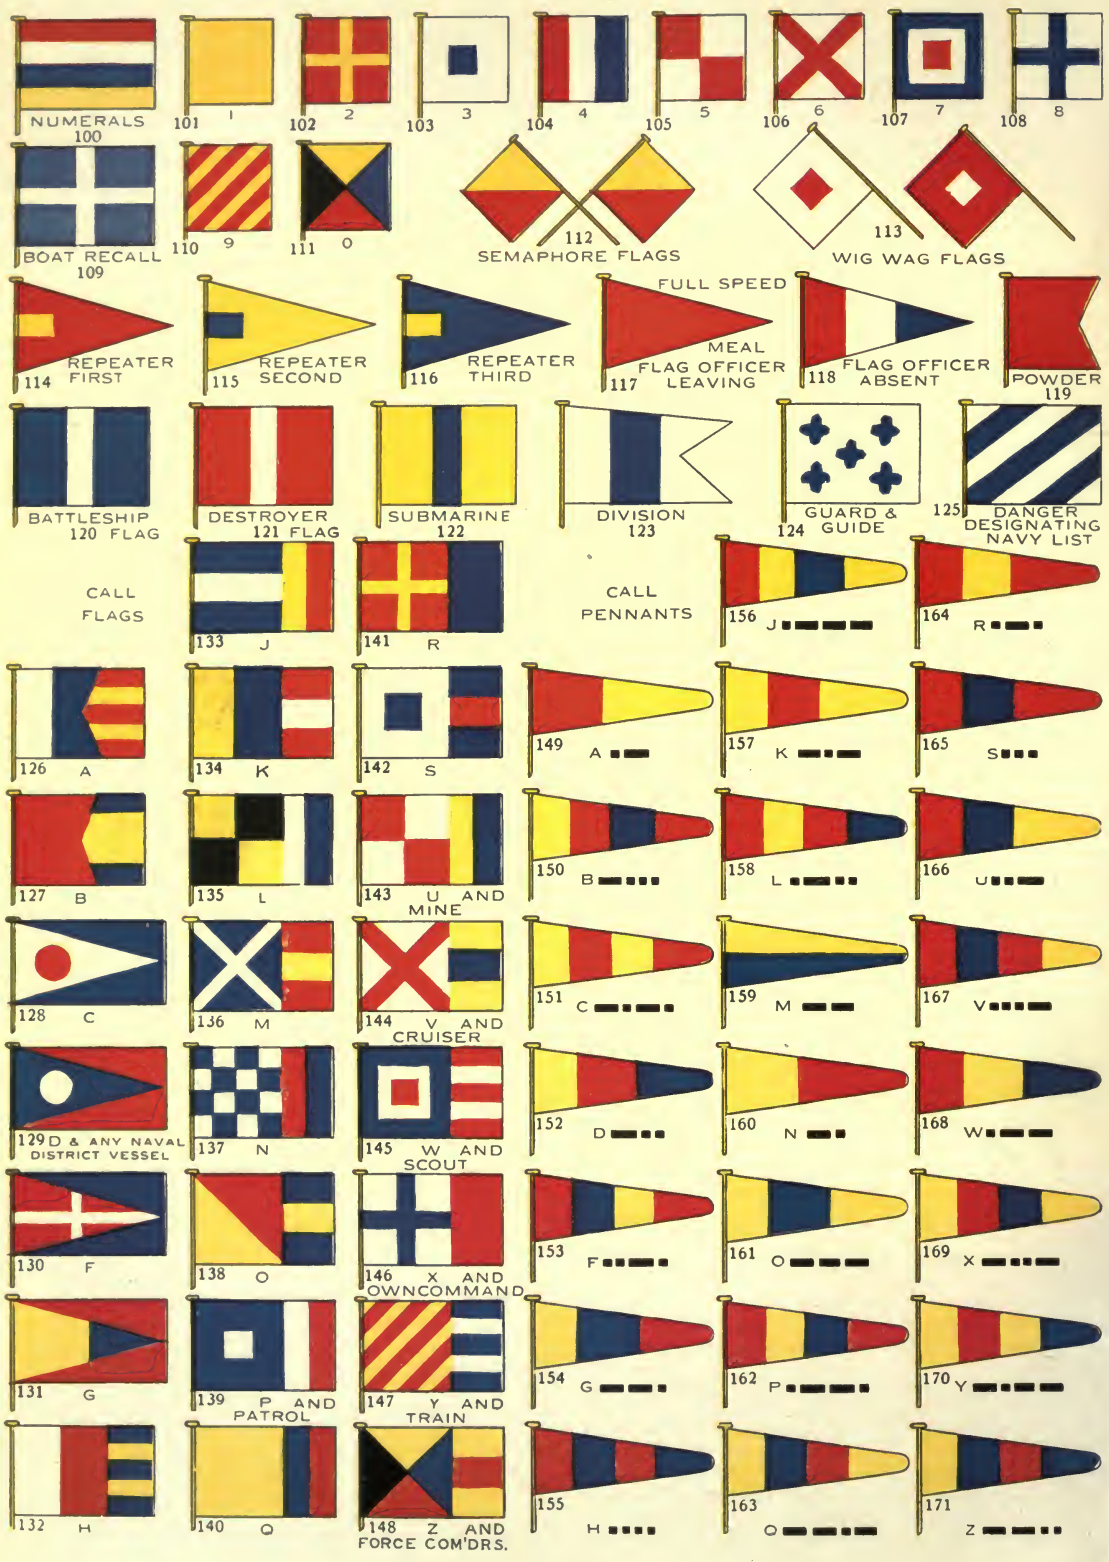 NUMERALS
100
101 1
102 2
103 3
104 4
105 5
106 6
107 7
108 8
BOAT RECALL
109
110 9
111 0
112
SEMAPHORE FLAGS
113
WIG WAG FLAGS
114 REPEATER
FIRST
115 REPEATER
SECOND
116 REPEATER
THIRD
FULL SPEED
MEAL
117 FLAG OFFICER
LEAVING
118 FLAG OFFICER
ABSENT
POWDER
119
BATTLESHIP
120 FLAG
DESTROYER
121 FLAG
SUBMARINE
122
DIVISION
123
GUARD &
124 GUIDE
125 DANGER
DESIGNATING
NAVY LIST
CALL
FLAGS
133 J
141 R
CALL
PENNANTS
156 J
164 R
126 A
134 K
142 S
149 A
157 K
165 S
127 B
135 L
143 U AND
MINE
150 B
158 L
166 U
128 C
136 M
144 V AND
CRUISER
151 C
159 M
167 V
129 D & ANY NAVAL
DISTRICT VESSEL
137 N
145 W AND
SCOUT
152 D
160 N
168 W
130 F
138 O
146 X AND
OWNCOMMAND
153 F
161 O
169 X
131 G
139 P AND
PATROL
147 Y AND
TRAIN
154 G
162 P
170 Y
132 H
140 Q
148 Z AND
FORCE COM'DRS.
155 H
163 Q
171 Z